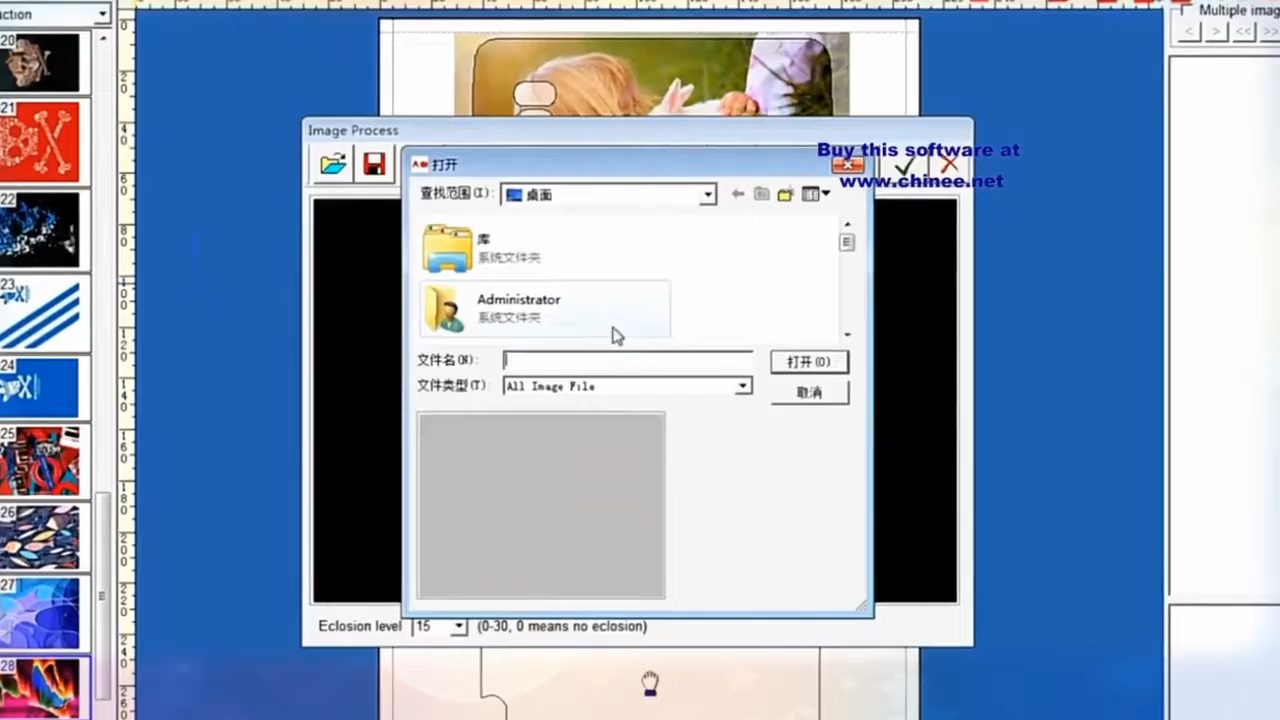 ction
Multiple imag
< > << >>
20
21
22
23
24
25
26
27
28
Image Process
Buy this software at
www.chinee.net
打开
查找范围(I):
桌面
库
系统文件夹
Administrator
系统文件夹
文件名(N):
打开(O)
文件类型(T):
All Image File
取消
Eclosion level
15
(0-30, 0 means no eclosion)